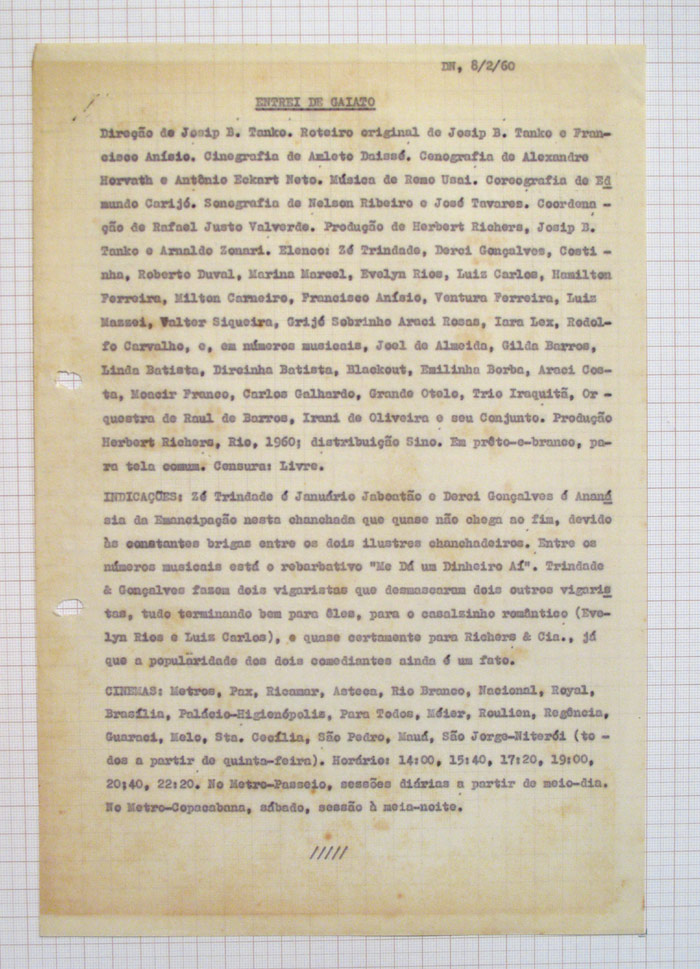 DN, 8/2/60
ENTREI DE GAIATO
Direção de Josip B. Tanko. Roteiro original de Josip B. Tanko e Fran-
cisco Anísio. Cinografia de Amleto Daissé. Cenografia de Alexandre
Horvath e Antônio Eckart Neto. Música de Remo Usai. Coreografia de Ed
mundo Carijó. Sonografia de Nelson Ribeiro e José Tavares. Coordena -
ção de Rafael Justo Valverde. Produção de Herbert Richers, Josip B.
Tanko e Arnaldo Zonari. Elenco: Zé Trindade, Derci Gonçalves, Costi -
nha, Roberto Duval, Marina Marcel, Evelyn Rios, Luiz Carlos, Hamilton
Ferreira, Milton Carneiro, Francisco Anísio, Ventura Ferreira, Luiz
Mazzei, Valter Siqueira, Grijó Sobrinho Araci Rosas, Iara Lex, Rodol-
fo Carvalho, e, em números musicais, Joel de Almeida, Gilda Barros,
Linda Batista, Dircinha Batista, Blackout, Emilinha Borba, Araci Cos-
ta, Moacir Franco, Carlos Galhardo, Grande Otelo, Trio Iraquitã, Or -
questra de Raul de Barros, Irani de Oliveira e seu Conjunto. Produção
Herbert Richers, Rio, 1960; distribuição Sino. Em prêto-e-branco, pa-
ra tela comum. Censura: Livre.
INDICAÇÕES: Zé Trindade é Januário Jaboatão e Derci Gonçalves é Ananá
sia da Emancipação nesta chanchada que quase não chega ao fim, devido
às constantes brigas entre os dois ilustres chanchadeiros. Entre os
números musicais está o rebarbativo "Me Dá um Dinheiro Aí". Trindade
& Gonçalves fazem dois vigaristas que desmascaram dois outros vigaris
tas, tudo terminando bem para êles, para o casalzinho romântico (Eve-
lyn Rios e Luiz Carlos), e quase certamente para Richers & Cia., já
que a popularidade dos dois comediantes ainda é um fato.
CINEMAS: Metros, Pax, Ricamar, Asteca, Rio Branco, Nacional, Royal,
Brasília, Palácio-Higienópolis, Para Todos, Méier, Roulien, Regência,
Guaraci, Melo, Sta. Cecília, São Pedro, Mauá, São Jorge-Niterói (to -
dos a partir de quinta-feira). Horário: 14:00, 15:40, 17:20, 19:00,
20:40, 22:20. No Metro-Passeio, sessões diárias a partir de meio-dia.
No Metro-Copacabana, sábado, sessão à meia-noite.
/////